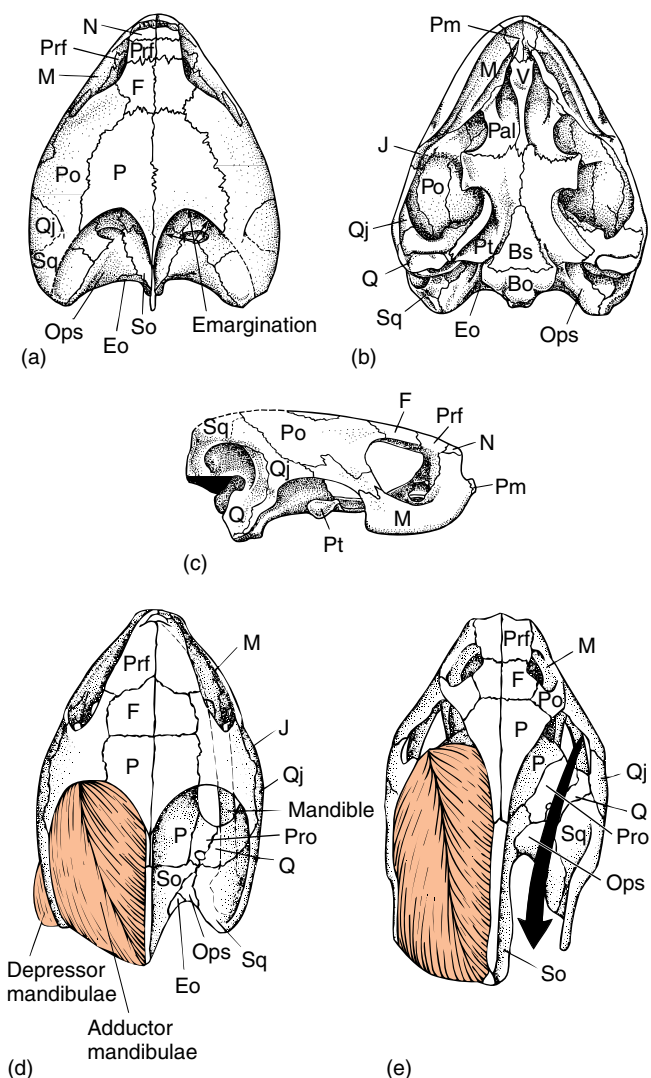 N
Prf
Prf
M
F
Po
P
Qj
Sq
Ops
Eo
So
Emargination
(a)
Pm
M
V
Pal
J
Po
Qj
Pt
Bs
Q
Bo
Sq
Eo
Ops
(b)
F
Sq
Po
Prf
N
Qj
Pm
Q
M
Pt
(c)
M
Prf
F
J
P
Qj
Mandible
P
Pro
Q
So
Ops
Sq
Eo
Depressor
mandibulae
Adductor
mandibulae
(d)
Prf
M
F
Po
P
P
Qj
Q
Pro
Sq
Ops
So
(e)